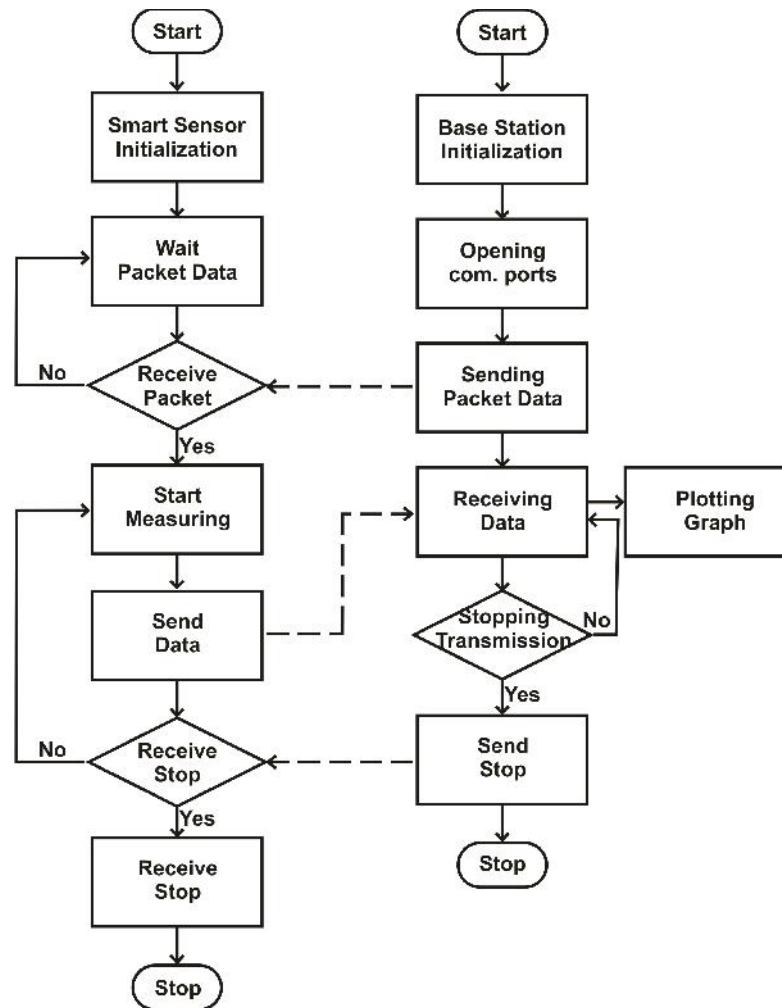 Start
Smart Sensor
Initialization
Wait
Packet Data
No
Receive
Packet
Yes
Start
Measuring
Send
Data
No
Receive
Stop
Yes
Receive
Stop
Stop
Start
Base Station
Initialization
Opening
com. ports
Sending
Packet Data
Receiving
Data
Plotting
Graph
Stopping
Transmission
No
Yes
Send
Stop
Stop